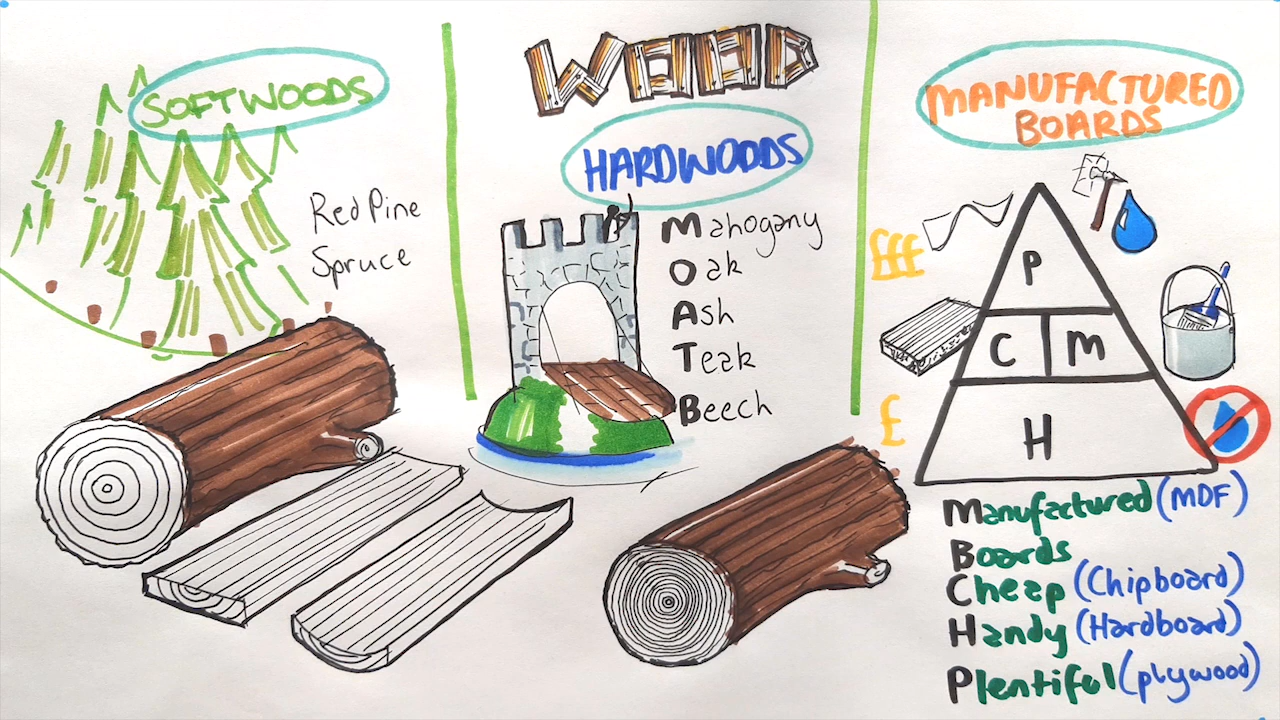 WOOD
SOFTWOODS
Red Pine
Spruce
HARDWOODS
Mahogany
Oak
Ash
Teak
Beech
MANUFACTURED
BOARDS
£££
P
C M
£
H
Manufactured (MDF)
Boards
Cheap (Chipboard)
Handy (Hardboard)
Plentiful (plywood)